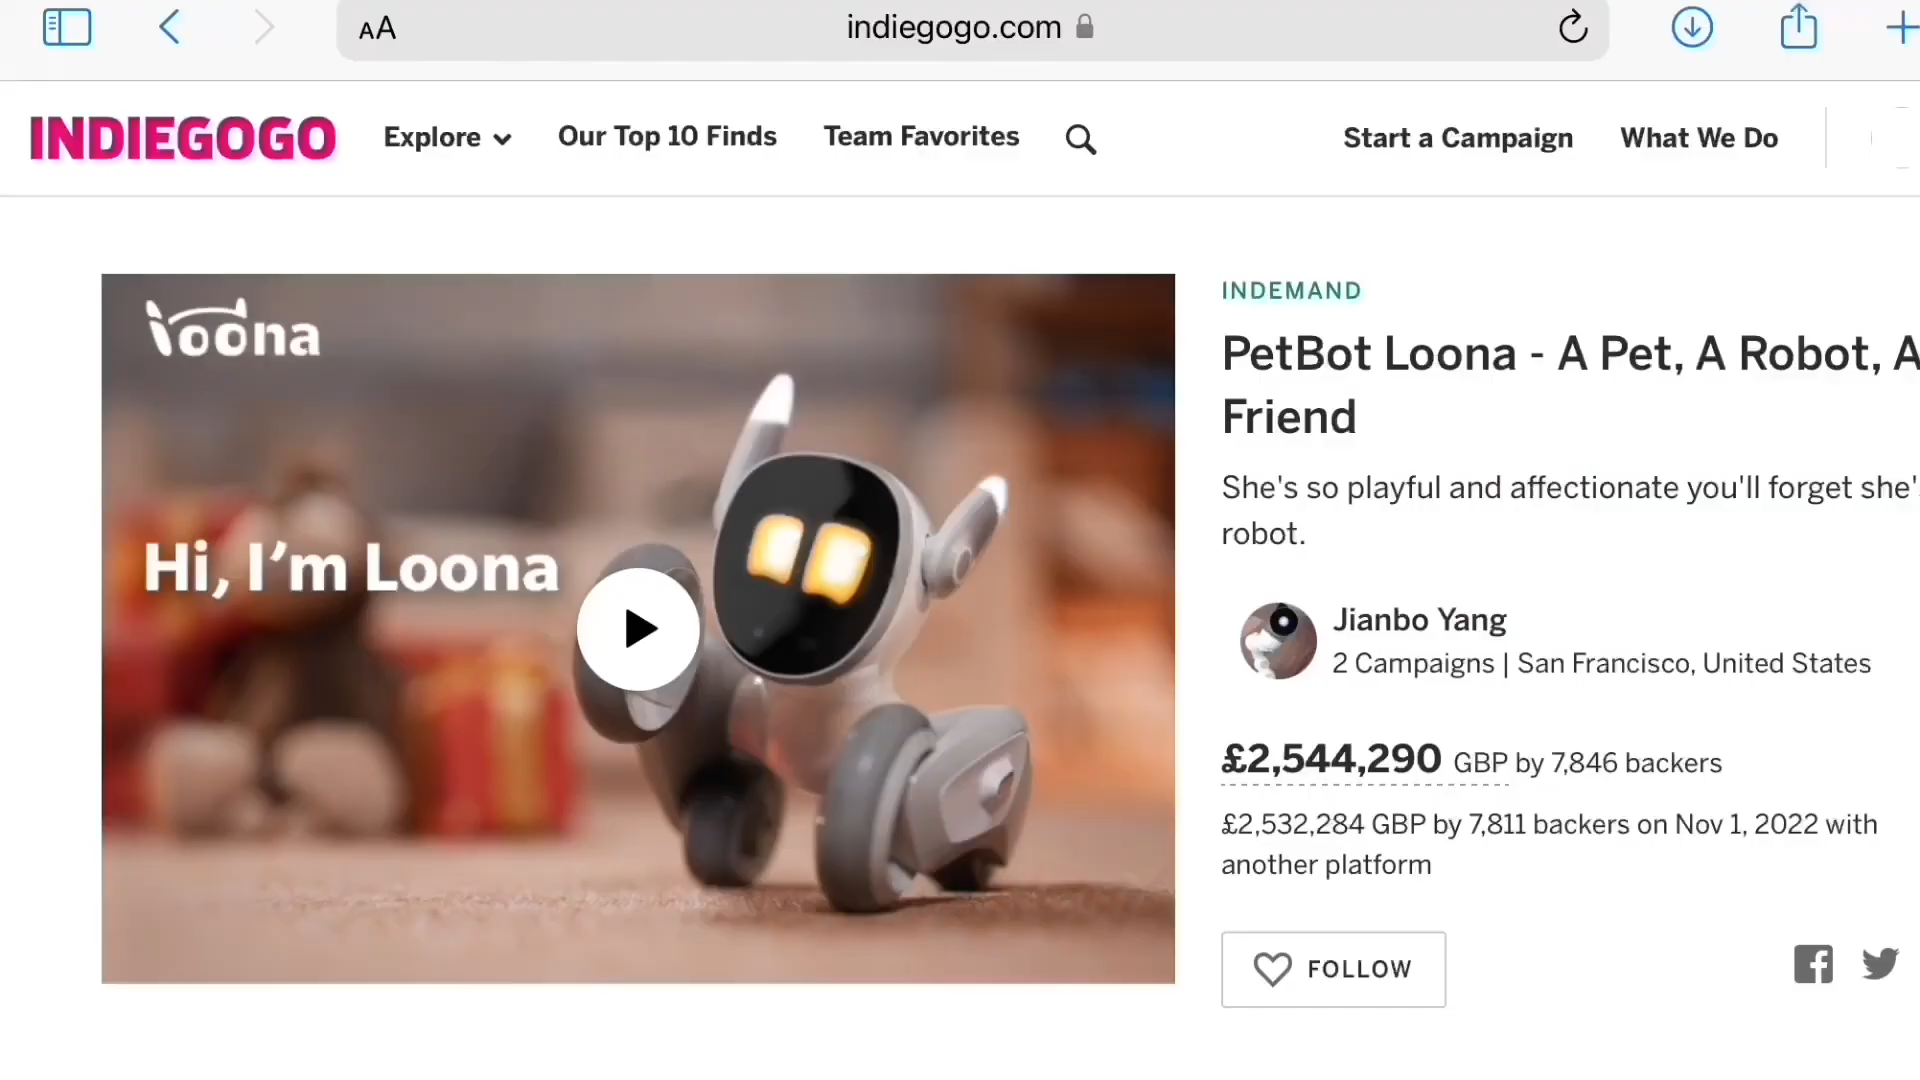 AA
indiegogo.com
INDIEGOGO
Explore
Our Top 10 Finds
Team Favorites
Start a Campaign
What We Do
loona
Hi, I'm Loona
INDEMAND
PetBot Loona - A Pet, A Robot, A
Friend
She's so playful and affectionate you'll forget she'
robot.
Jianbo Yang
2 Campaigns | San Francisco, United States
£2,544,290 GBP by 7,846 backers
£2,532,284 GBP by 7,811 backers on Nov 1, 2022 with
another platform
FOLLOW